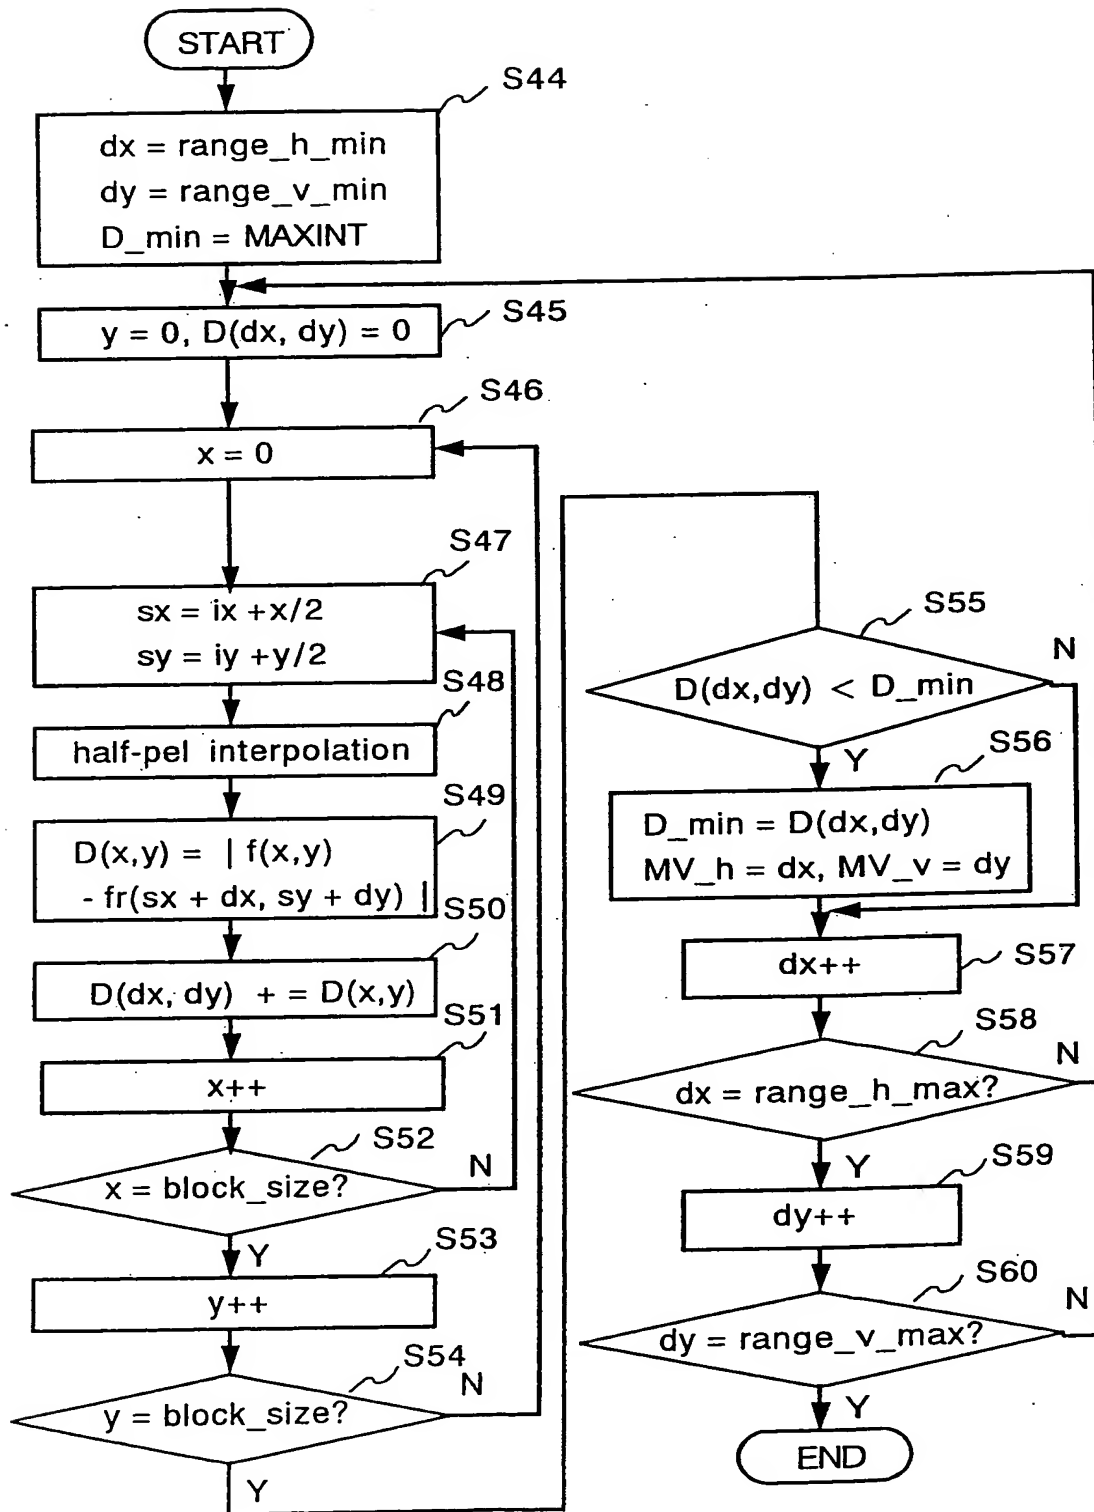 START
S44
dx = range_h_min
dy = range_v_min
D_min = MAXINT
S45
y = 0, D(dx, dy) = 0
S46
x = 0
S47
sx = ix +x/2
sy = iy +y/2
S48
half-pel interpolation
S49
D(x,y) = | f(x,y)
- fr(sx + dx, sy + dy) |
S50
D(dx, dy) + = D(x,y)
S51
x++
S52
x = block_size?
N
Y
S53
y++
S54
y = block_size?
N
Y
S55
D(dx,dy) < D_min
N
Y
S56
D_min = D(dx,dy)
MV_h = dx, MV_v = dy
S57
dx++
S58
dx = range_h_max?
N
Y
S59
dy++
S60
dy = range_v_max?
N
Y
END